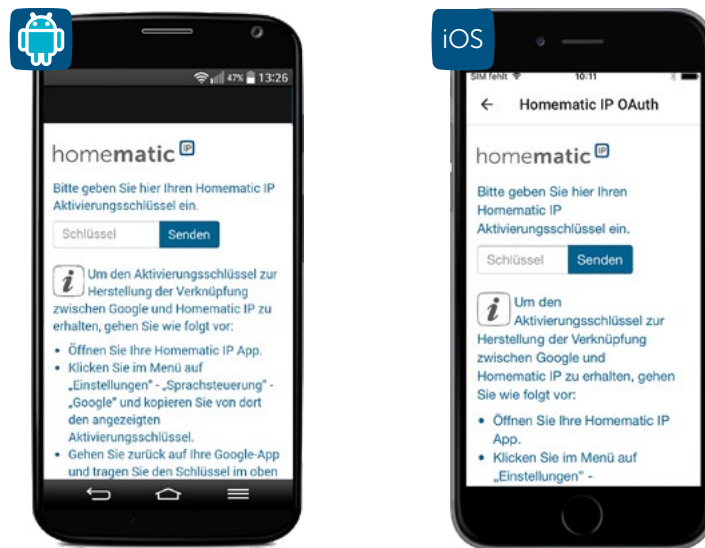 47% 13:26
homematic IP
Bitte geben Sie hier Ihren Homematic IP
Aktivierungsschlüssel ein.
Schlüssel Senden
i Um den Aktivierungsschlüssel zur
Herstellung der Verknüpfung
zwischen Google und Homematic IP zu
erhalten, gehen Sie wie folgt vor:
• Öffnen Sie Ihre Homematic IP App.
• Klicken Sie im Menü auf
„Einstellungen" - „Sprachsteuerung" -
„Google" und kopieren Sie von dort
den angezeigten
Aktivierungsschlüssel.
• Gehen Sie zurück auf Ihre Google-App
und tragen Sie den Schlüssel im oben
iOS
SIM fehlt 10:11
← Homematic IP OAuth
homematic IP
Bitte geben Sie hier Ihren
Homematic IP
Aktivierungsschlüssel ein.
Schlüssel Senden
i Um den
Aktivierungsschlüssel zur
Herstellung der Verknüpfung
zwischen Google und
Homematic IP zu erhalten, gehen
Sie wie folgt vor:
• Öffnen Sie Ihre Homematic IP
App.
• Klicken Sie im Menü auf
„Einstellungen" -